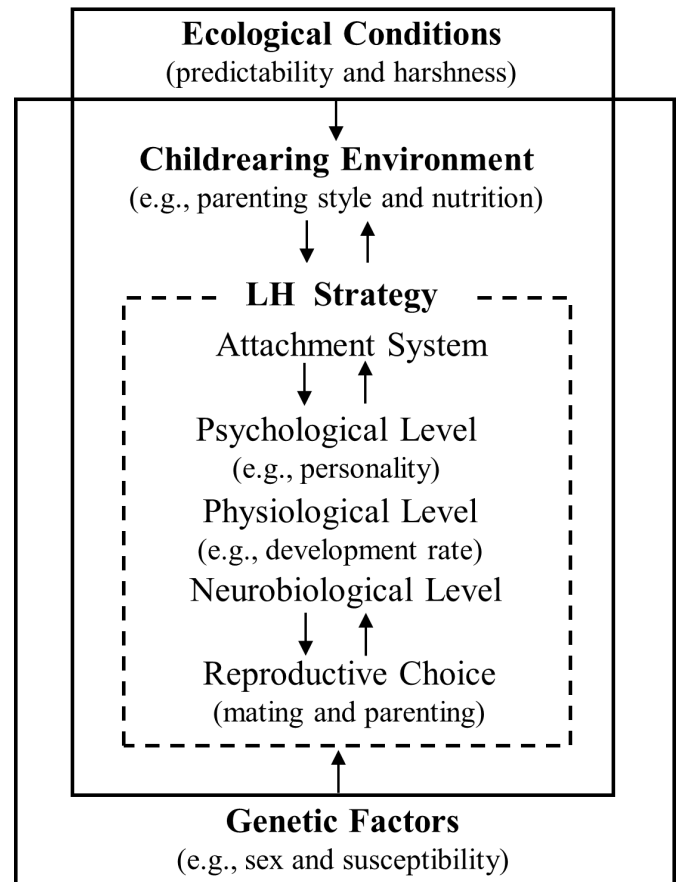 Ecological Conditions
(predictability and harshness)
Childrearing Environment
(e.g., parenting style and nutrition)
LH Strategy
Attachment System
Psychological Level
(e.g., personality)
Physiological Level
(e.g., development rate)
Neurobiological Level
Reproductive Choice
(mating and parenting)
Genetic Factors
(e.g., sex and susceptibility)